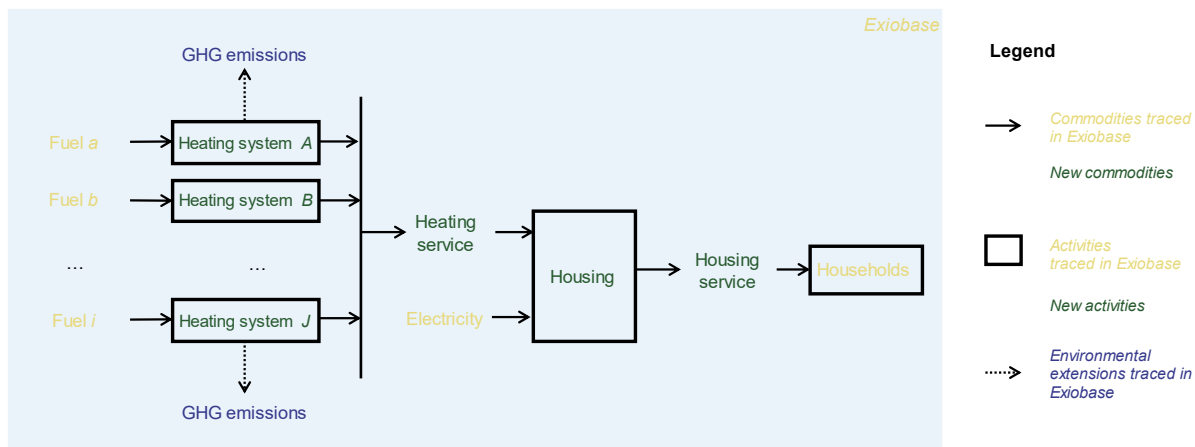 Exiobase
GHG emissions
Fuel a
Heating system A
Fuel b
Heating system B
...
...
Fuel i
Heating system J
GHG emissions
Heating
service
Electricity
Housing
Housing
service
Households
Legend
Commodities traced
in Exiobase
New commodities
Activities
traced in Exiobase
New activities
Environmental
extensions traced in
Exiobase